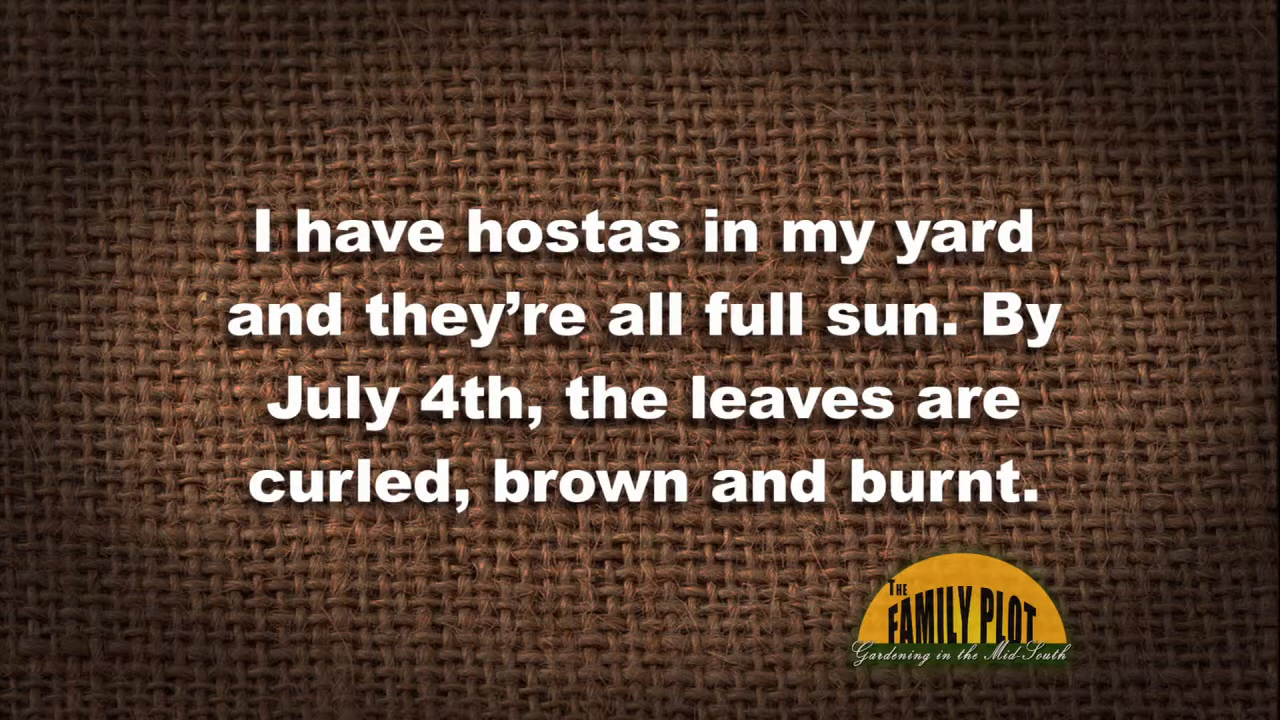 I have hostas in my yard
and they’re all full sun. By
July 4th, the leaves are
curled, brown and burnt.
THE
FAMILY PLOT
Gardening in the Mid-South